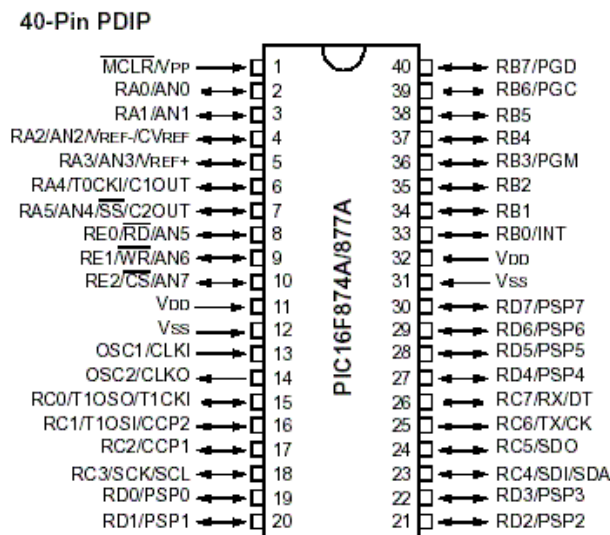 40-Pin PDIP
MCLR/VPP 1 40 RB7/PGD
RA0/AN0 2 39 RB6/PGC
RA1/AN1 3 38 RB5
RA2/AN2/VREF-/CVREF 4 37 RB4
RA3/AN3/VREF+ 5 36 RB3/PGM
RA4/T0CKI/C1OUT 6 35 RB2
RA5/AN4/SS/C2OUT 7 34 RB1
RE0/RD/AN5 8 33 RB0/INT
RE1/WR/AN6 9 32 VDD
RE2/CS/AN7 10 31 VSS
VDD 11 30 RD7/PSP7
VSS 12 29 RD6/PSP6
OSC1/CLKI 13 28 RD5/PSP5
OSC2/CLKO 14 27 RD4/PSP4
RC0/T1OSO/T1CKI 15 26 RC7/RX/DT
RC1/T1OSI/CCP2 16 25 RC6/TX/CK
RC2/CCP1 17 24 RC5/SDO
RC3/SCK/SCL 18 23 RC4/SDI/SDA
RD0/PSP0 19 22 RD3/PSP3
RD1/PSP1 20 21 RD2/PSP2
PIC16F874A/877A